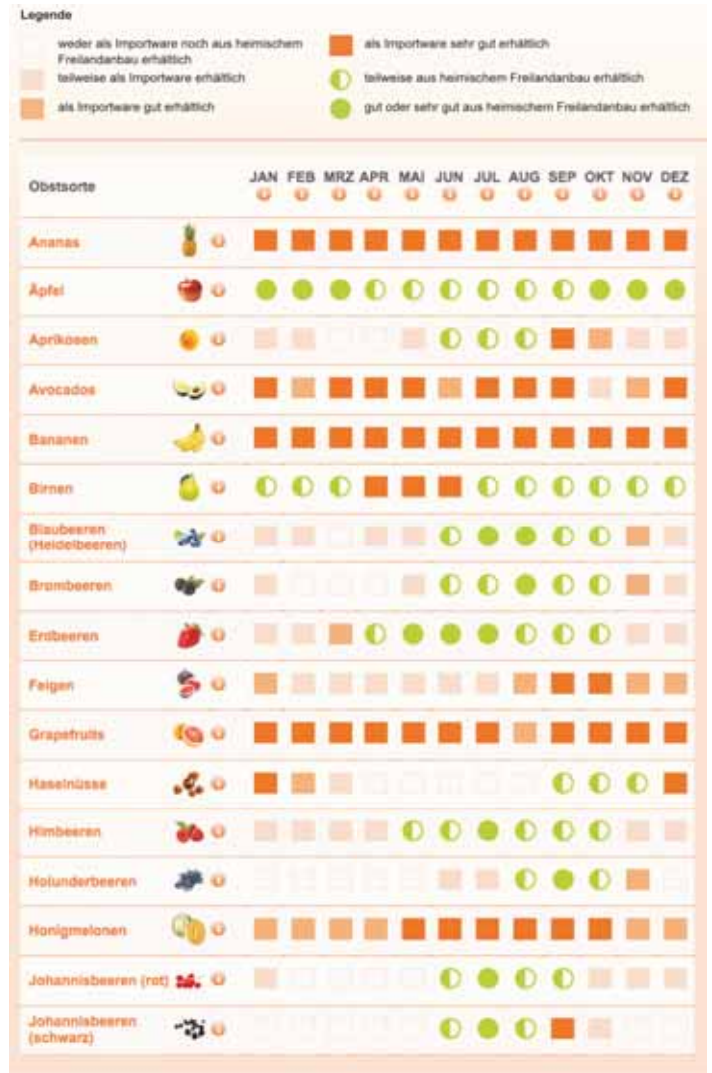 Legende
weder als Importware noch aus heimischem
Freilandanbau erhältlich
als Importware sehr gut erhältlich
teilweise als Importware erhältlich
teilweise aus heimischem Freilandanbau erhältlich
als Importware gut erhältlich
gut oder sehr gut aus heimischem Freilandanbau erhältlich
Obstsorte JAN FEB MRZ APR MAI JUN JUL AUG SEP OKT NOV DEZ
Ananas
Äpfel
Aprikosen
Avocados
Bananen
Birnen
Blaubeeren
(Heidelbeeren)
Brombeeren
Erdbeeren
Feigen
Grapefruits
Haselnüsse
Himbeeren
Holunderbeeren
Honigmelonen
Johannisbeeren (rot)
Johannisbeeren
(schwarz)